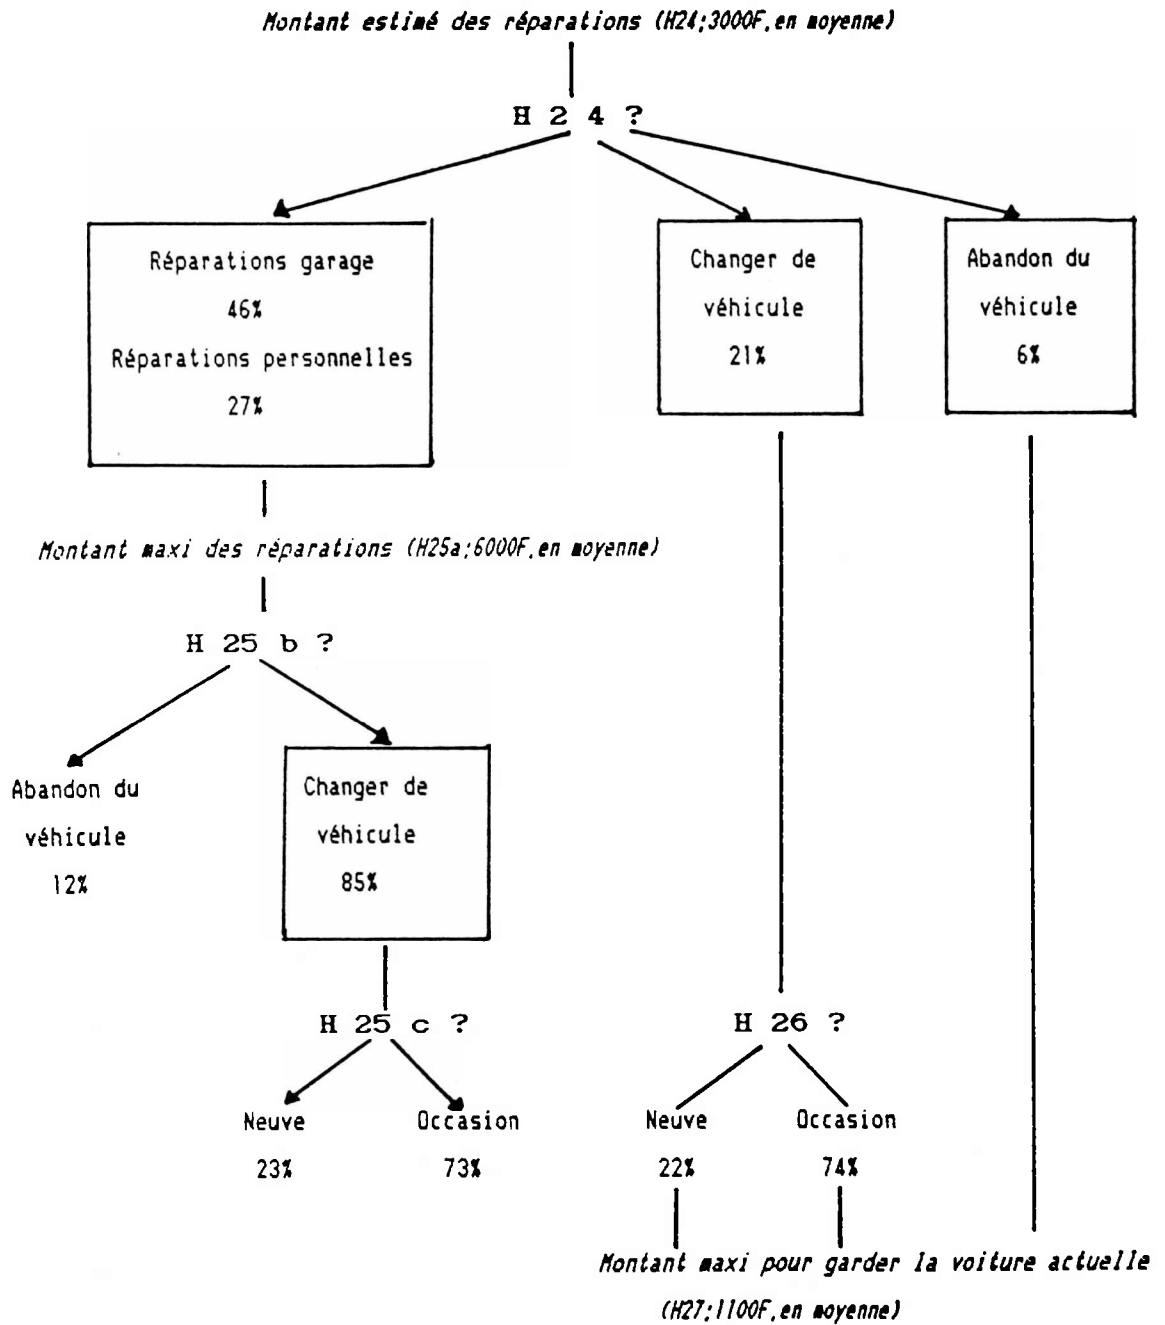 Montant estimé des réparations (H24;3000F,en moyenne)
H 2 4 ?
Réparations garage
46%
Réparations personnelles
27%
Changer de
véhicule
21%
Abandon du
véhicule
6%
Montant maxi des réparations (H25a;6000F,en moyenne)
H 25 b ?
Abandon du
véhicule
12%
Changer de
véhicule
85%
H 25 c ?
Neuve
23%
Occasion
73%
H 26 ?
Neuve
22%
Occasion
74%
Montant maxi pour garder la voiture actuelle
(H27;1100F,en moyenne)